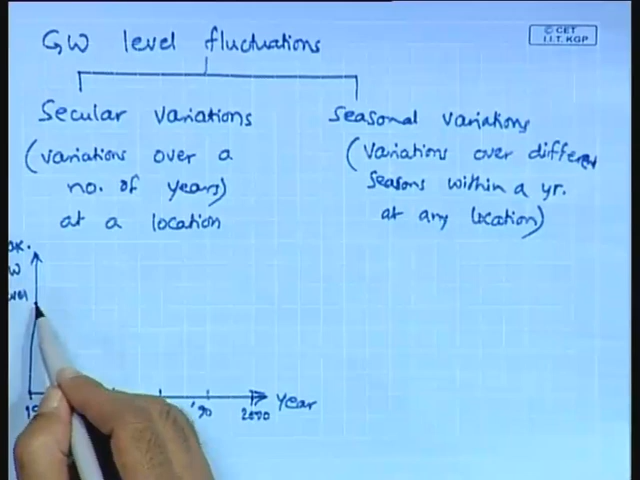 GW level fluctuations
© CET
I.I.T. KGP
Secular variations
(variations over a
no. of years)
at a location
Seasonal variations
(variations over different
seasons within a yr.
at any location)
W
'90
2000
Year